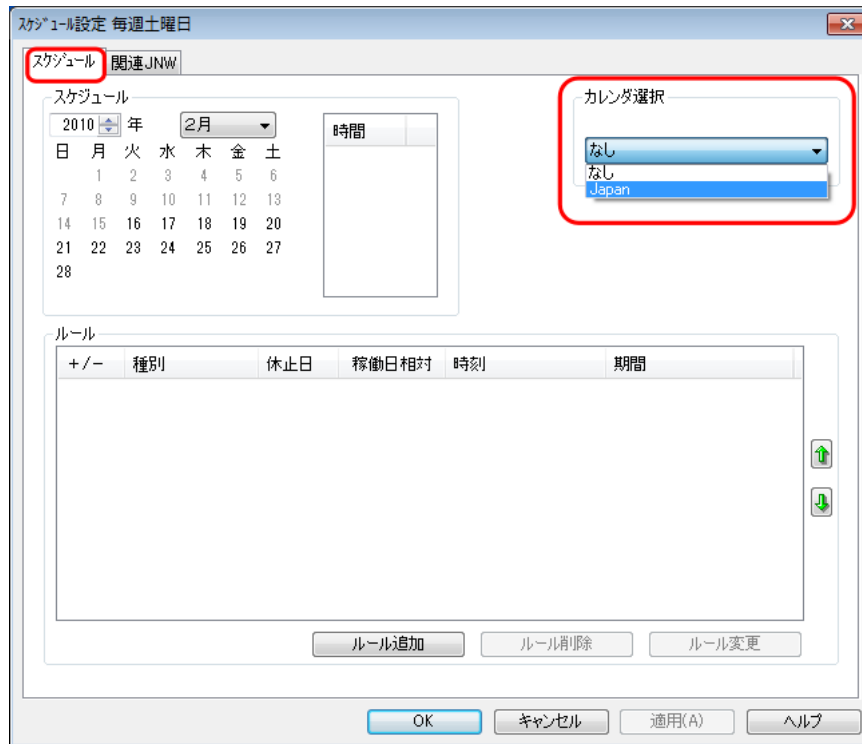 スケジュール設定 毎週土曜日
スケジュール 関連JNW
スケジュール
2010 年 2月
日 月 火 水 木 金 土
1 2 3 4 5 6
7 8 9 10 11 12 13
14 15 16 17 18 19 20
21 22 23 24 25 26 27
28
時間
カレンダ選択
なし
なし
Japan
ルール
+/- 種別 休止日 稼働日相対 時刻 期間
ルール追加 ルール削除 ルール変更
OK キャンセル 適用(A) ヘルプ